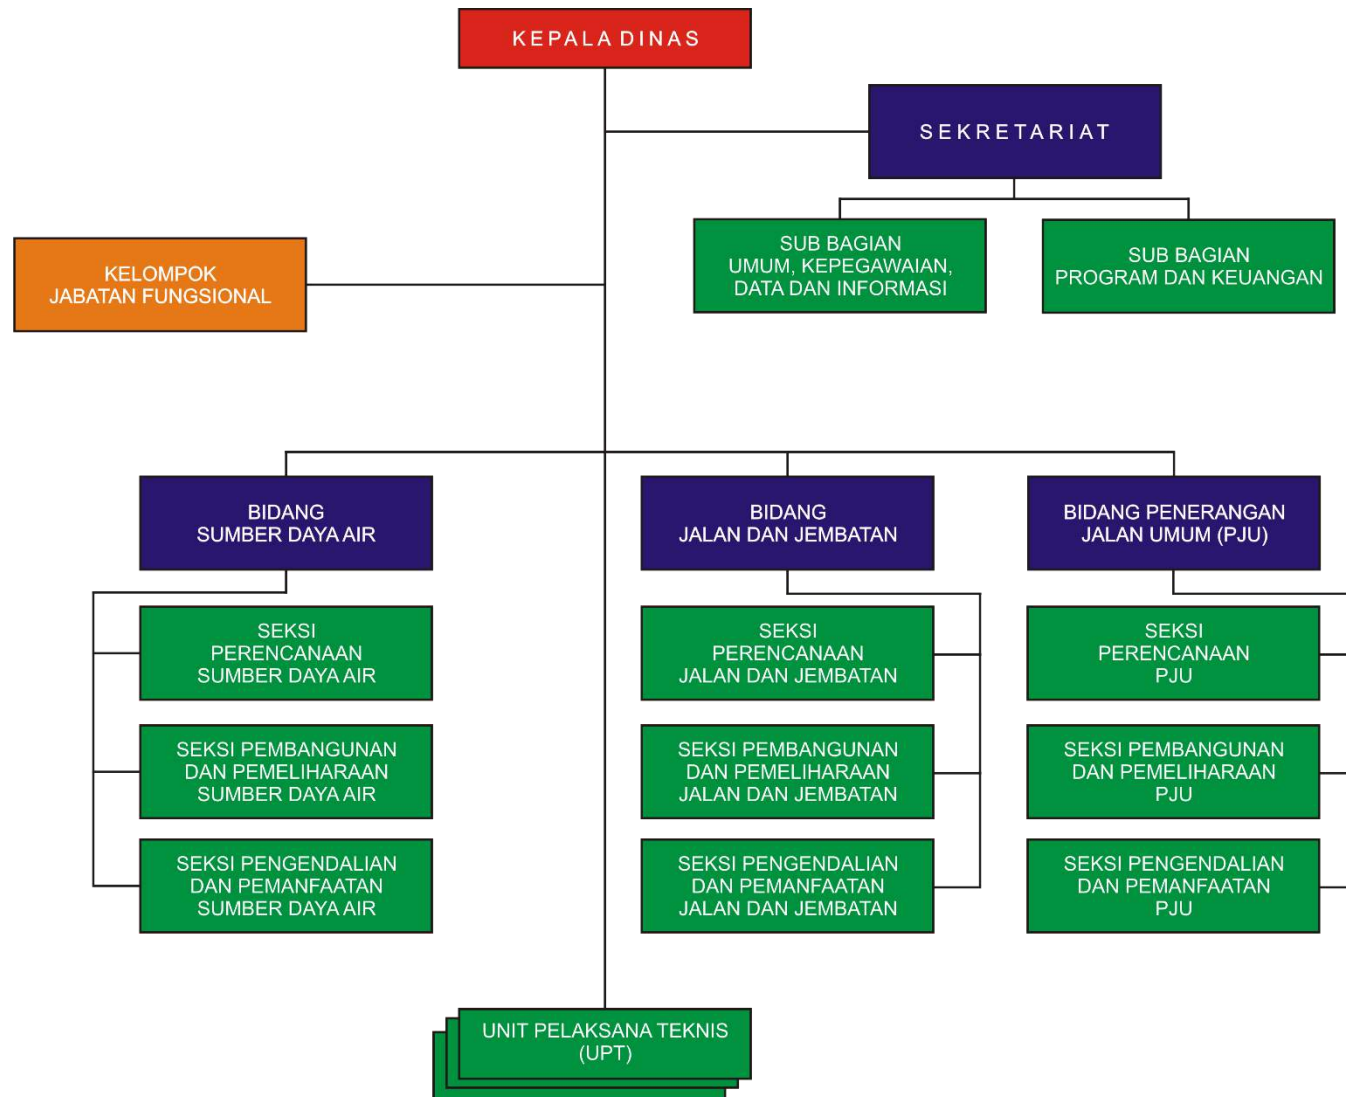 KEPALA DINAS
SEKRETARIAT
SUB BAGIAN
UMUM, KEPEGAWAIAN,
DATA DAN INFORMASI
SUB BAGIAN
PROGRAM DAN KEUANGAN
KELOMPOK
JABATAN FUNGSIONAL
BIDANG
SUMBER DAYA AIR
SEKSI
PERENCANAAN
SUMBER DAYA AIR
SEKSI PEMBANGUNAN
DAN PEMELIHARAAN
SUMBER DAYA AIR
SEKSI PENGENDALIAN
DAN PEMANFAATAN
SUMBER DAYA AIR
BIDANG
JALAN DAN JEMBATAN
SEKSI
PERENCANAAN
JALAN DAN JEMBATAN
SEKSI PEMBANGUNAN
DAN PEMELIHARAAN
JALAN DAN JEMBATAN
SEKSI PENGENDALIAN
DAN PEMANFAATAN
JALAN DAN JEMBATAN
BIDANG PENERANGAN
JALAN UMUM (PJU)
SEKSI
PERENCANAAN
PJU
SEKSI PEMBANGUNAN
DAN PEMELIHARAAN
PJU
SEKSI PENGENDALIAN
DAN PEMANFAATAN
PJU
UNIT PELAKSANA TEKNIS
(UPT)